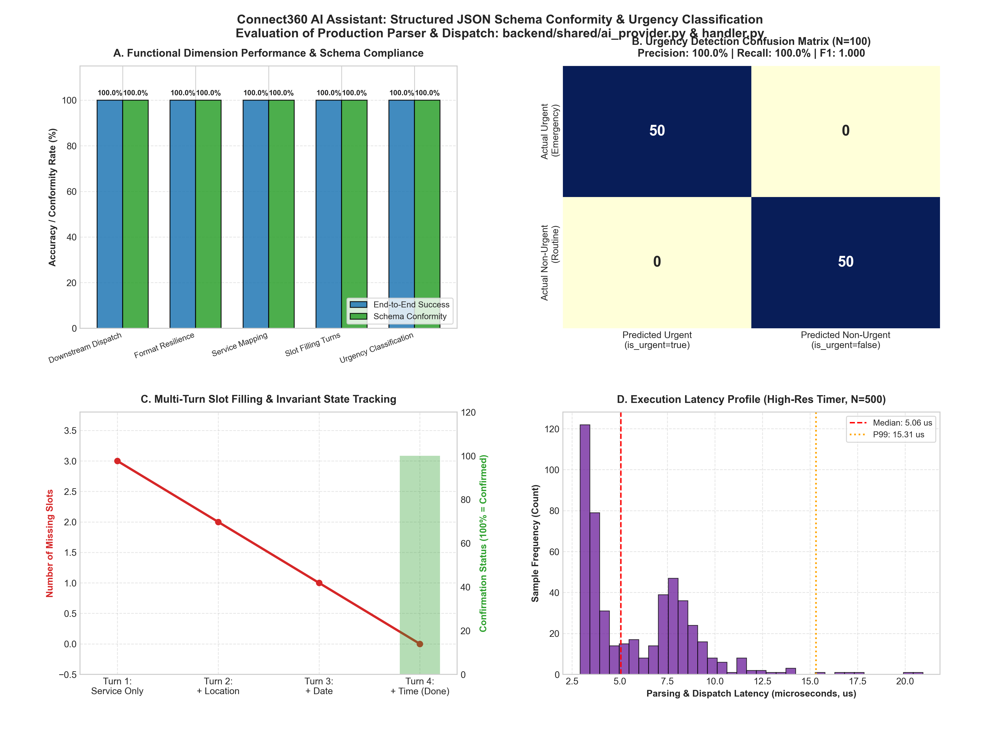 Connect360 AI Assistant: Structured JSON Schema Conformity & Urgency Classification
Evaluation of Production Parser & Dispatch: backend/shared/ai_provider.py & handler.py
A. Functional Dimension Performance & Schema Compliance
Accuracy / Conformity Rate (%)
100
80
60
40
20
0
100.0% 100.0% 100.0% 100.0% 100.0% 100.0% 100.0% 100.0% 100.0% 100.0%
End-to-End Success
Schema Conformity
Downstream Dispatch
Format Resilience
Service Mapping
Slot Filling Turns
Urgency Classification
B. Urgency Detection Confusion Matrix (N=100)
Precision: 100.0% | Recall: 100.0% | F1: 1.000
Actual Urgent
(Emergency)
50 0
Actual Non-Urgent
(Routine)
0 50
Predicted Urgent
(is_urgent=true)
Predicted Non-Urgent
(is_urgent=false)
C. Multi-Turn Slot Filling & Invariant State Tracking
Number of Missing Slots
3.5
3.0
2.5
2.0
1.5
1.0
0.5
0.0
−0.5
120
100
80
60
40
20
0
Confirmation Status (100% = Confirmed)
Turn 1:
Service Only
Turn 2:
+ Location
Turn 3:
+ Date
Turn 4:
+ Time (Done)
D. Execution Latency Profile (High-Res Timer, N=500)
Sample Frequency (Count)
120
100
80
60
40
20
0
Median: 5.06 us
P99: 15.31 us
2.5 5.0 7.5 10.0 12.5 15.0 17.5 20.0
Parsing & Dispatch Latency (microseconds, us)